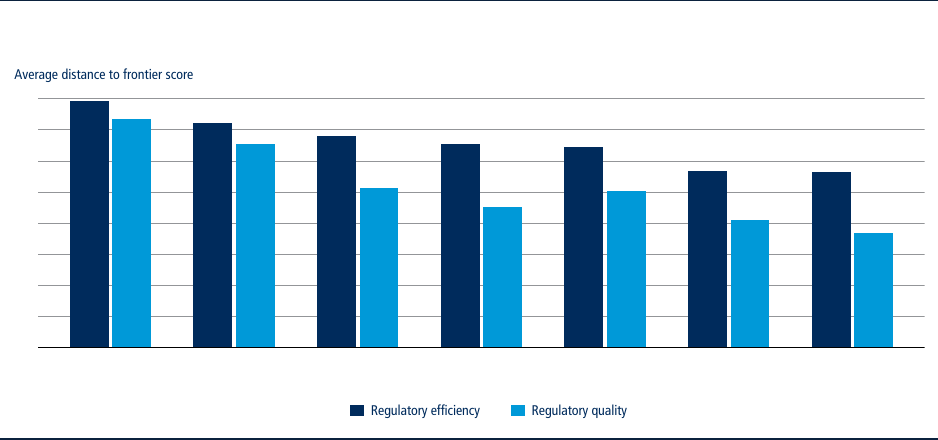 Average distance to frontier score
Regulatory efficiency
Regulatory quality